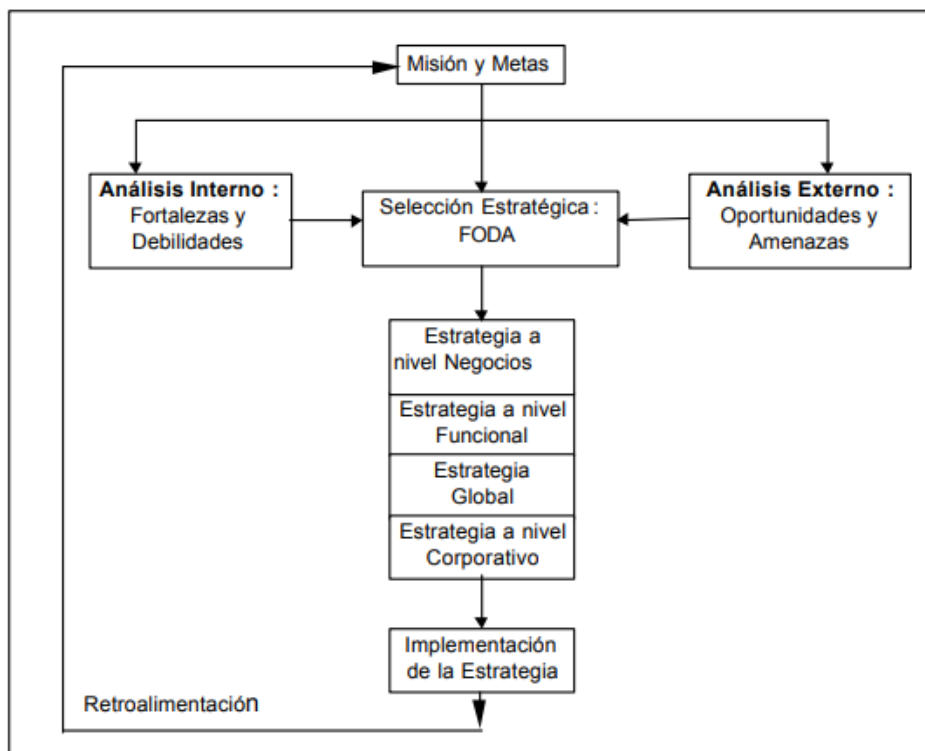 Misión y Metas
Análisis Interno :
Fortalezas y
Debilidades
Selección Estratégica :
FODA
Análisis Externo :
Oportunidades y
Amenazas
Estrategia a
nivel Negocios
Estrategia a nivel
Funcional
Estrategia
Global
Estrategia a nivel
Corporativo
Implementación
de la Estrategia
Retroalimentación